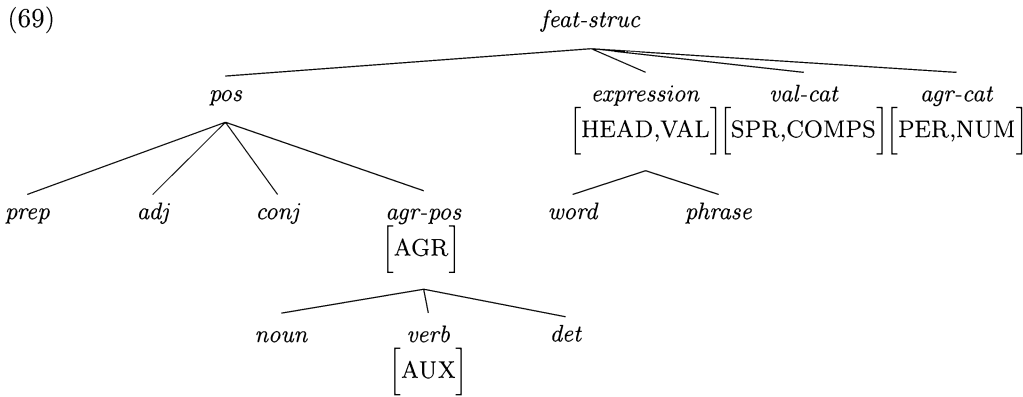 (69) feat-struc
pos expression val-cat agr-cat
[HEAD,VAL] [SPR,COMPS] [PER,NUM]
prep adj conj agr-pos word phrase
[AGR]
noun verb det
[AUX]